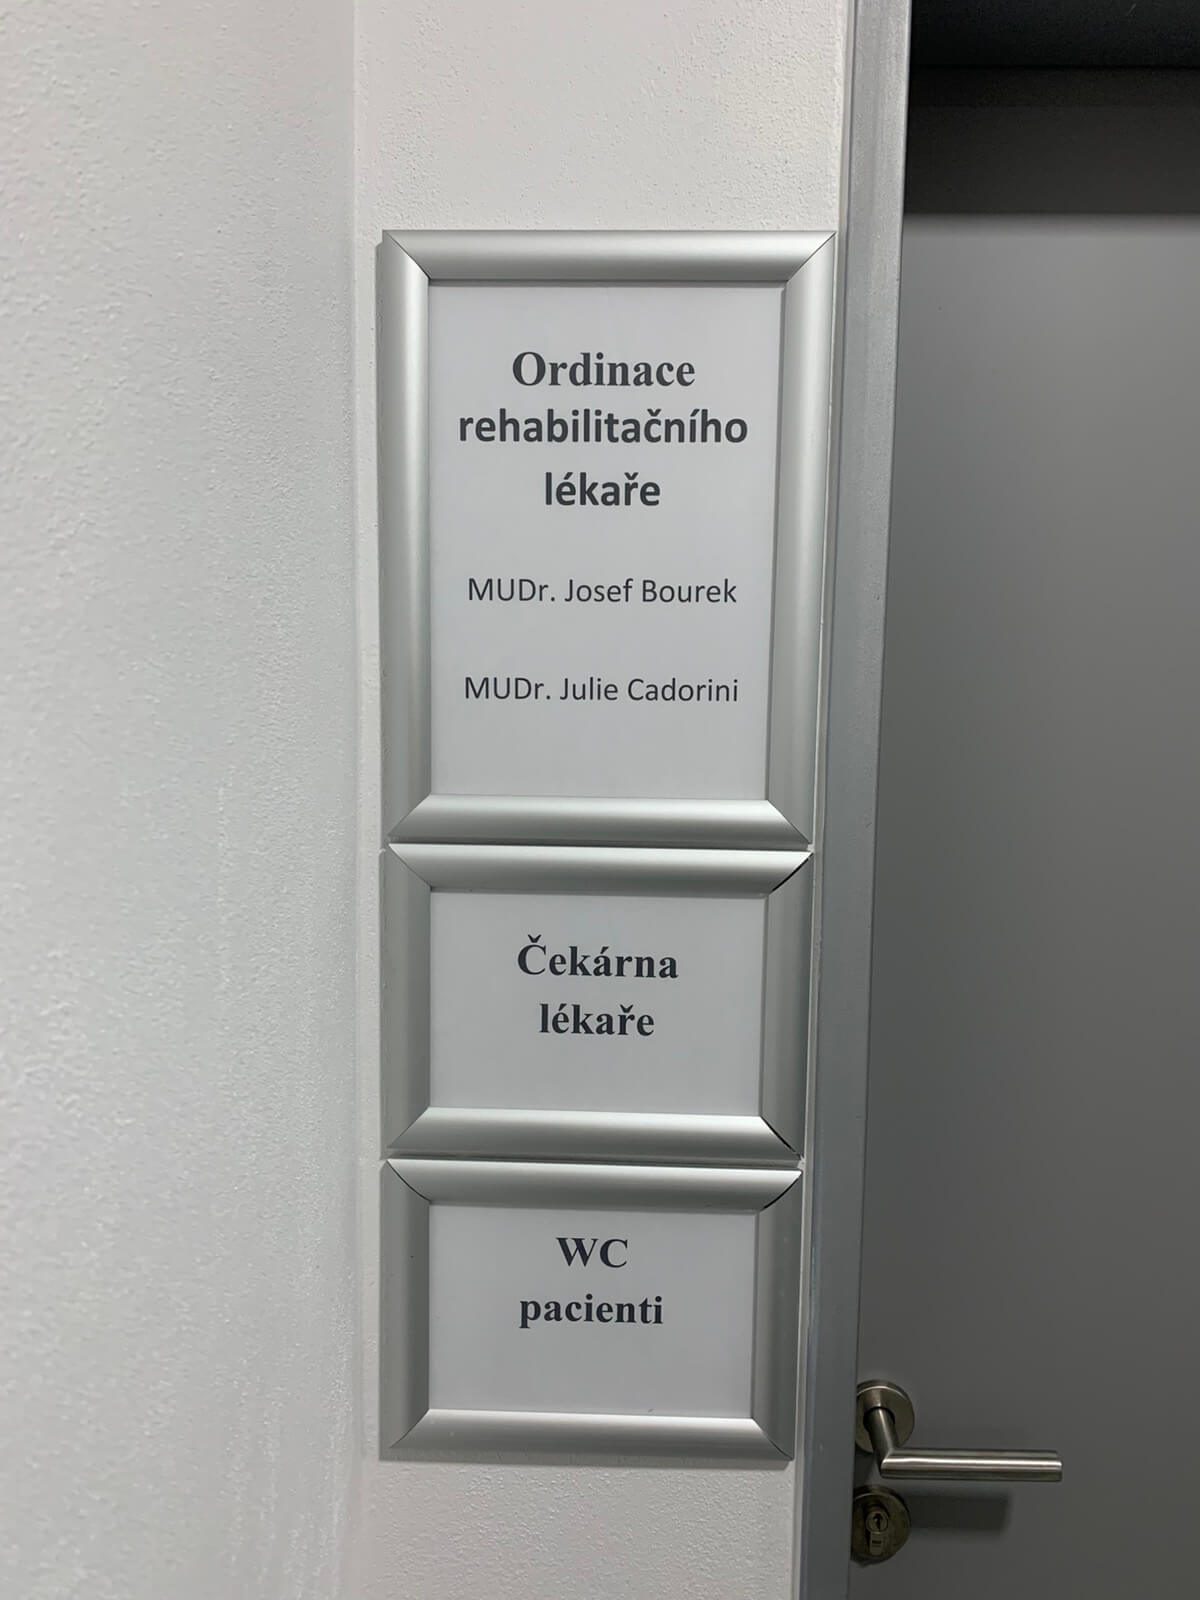 Ordinace
rehabilitačního
lékaře
MUDr. Josef Bourek
MUDr. Julie Cadorini
Čekárna
lékaře
WC
pacienti